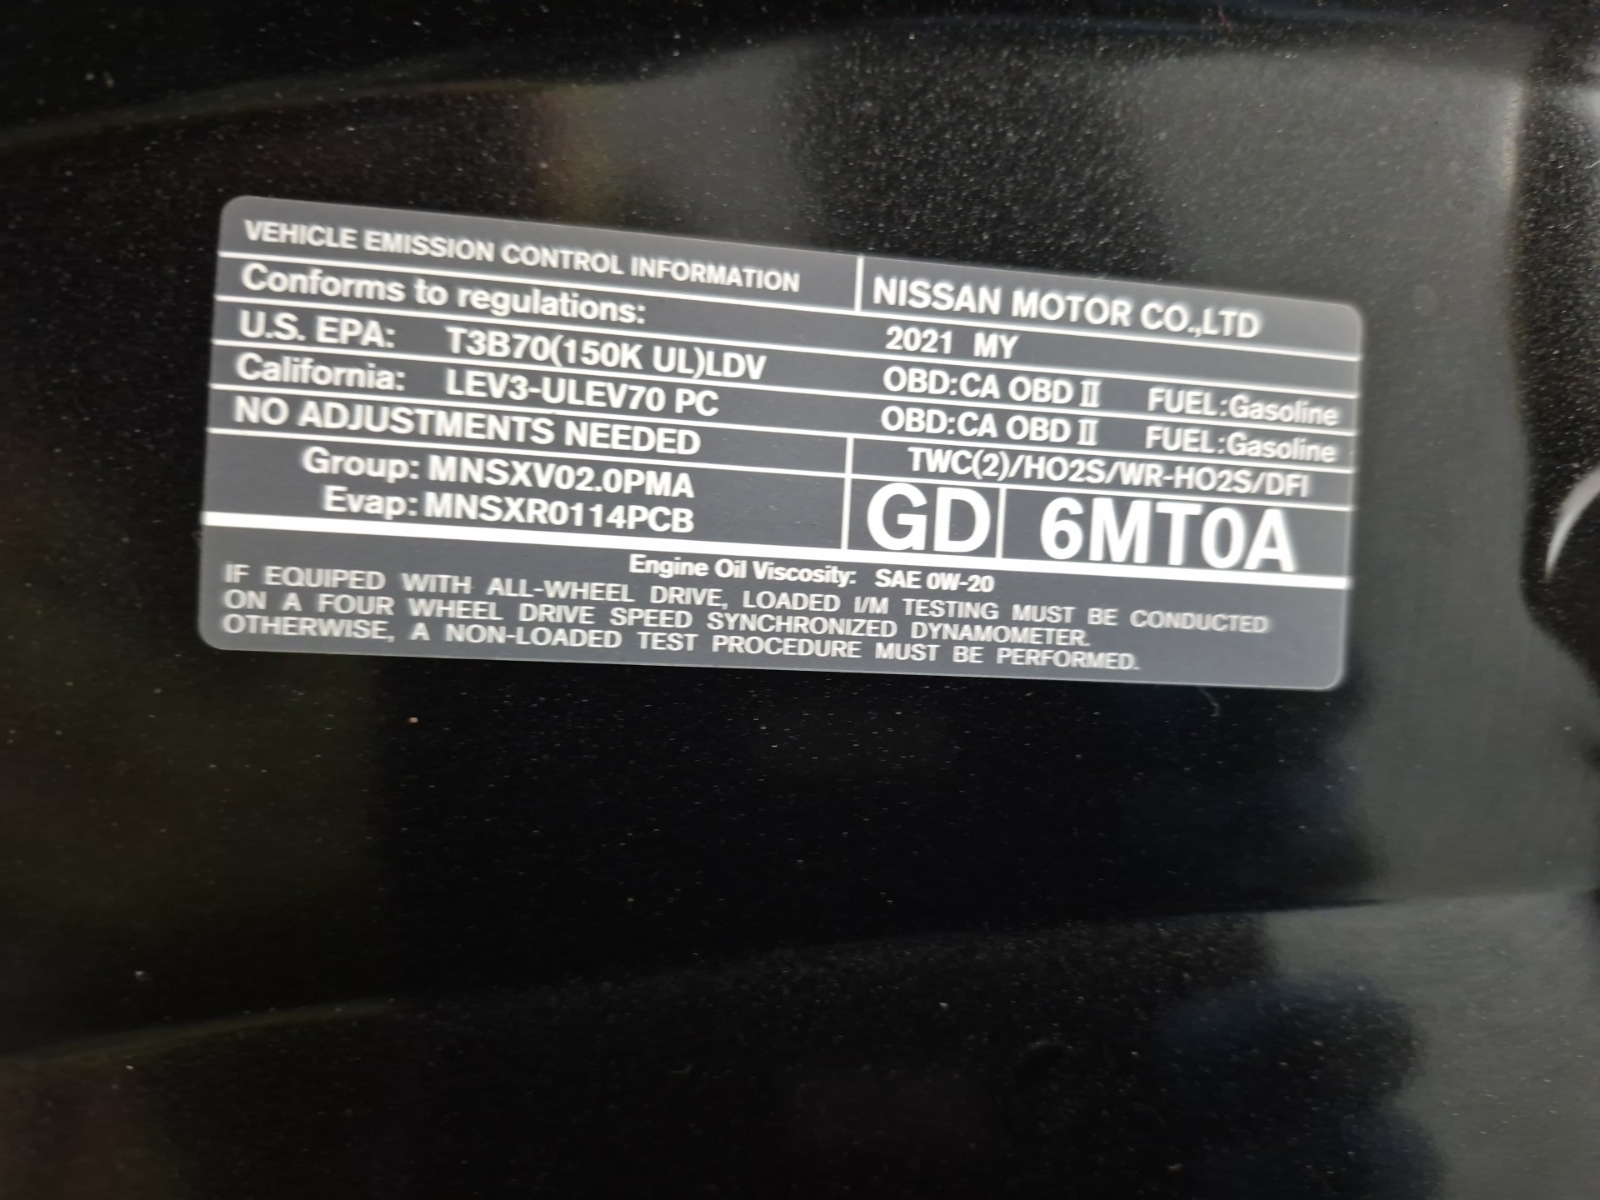 VEHICLE EMISSION CONTROL INFORMATION
NISSAN MOTOR CO.,LTD
Conforms to regulations:
2021 MY
U.S. EPA: T3B70(150K UL)LDV OBD:CA OBD II FUEL:Gasoline
California: LEV3-ULEV70 PC OBD:CA OBD II FUEL:Gasoline
NO ADJUSTMENTS NEEDED
TWC(2)/HO2S/WR-HO2S/DFI
Group: MNSXV02.0PMA
Evap: MNSXR0114PCB
GD 6MT0A
Engine Oil Viscosity: SAE 0W-20
IF EQUIPED WITH ALL-WHEEL DRIVE, LOADED I/M TESTING MUST BE CONDUCTED
ON A FOUR WHEEL DRIVE SPEED SYNCHRONIZED DYNAMOMETER.
OTHERWISE, A NON-LOADED TEST PROCEDURE MUST BE PERFORMED.